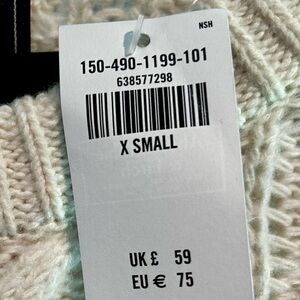 NSH
150-490-1199-101
638577298
X SMALL
UK £ 59
EU € 75